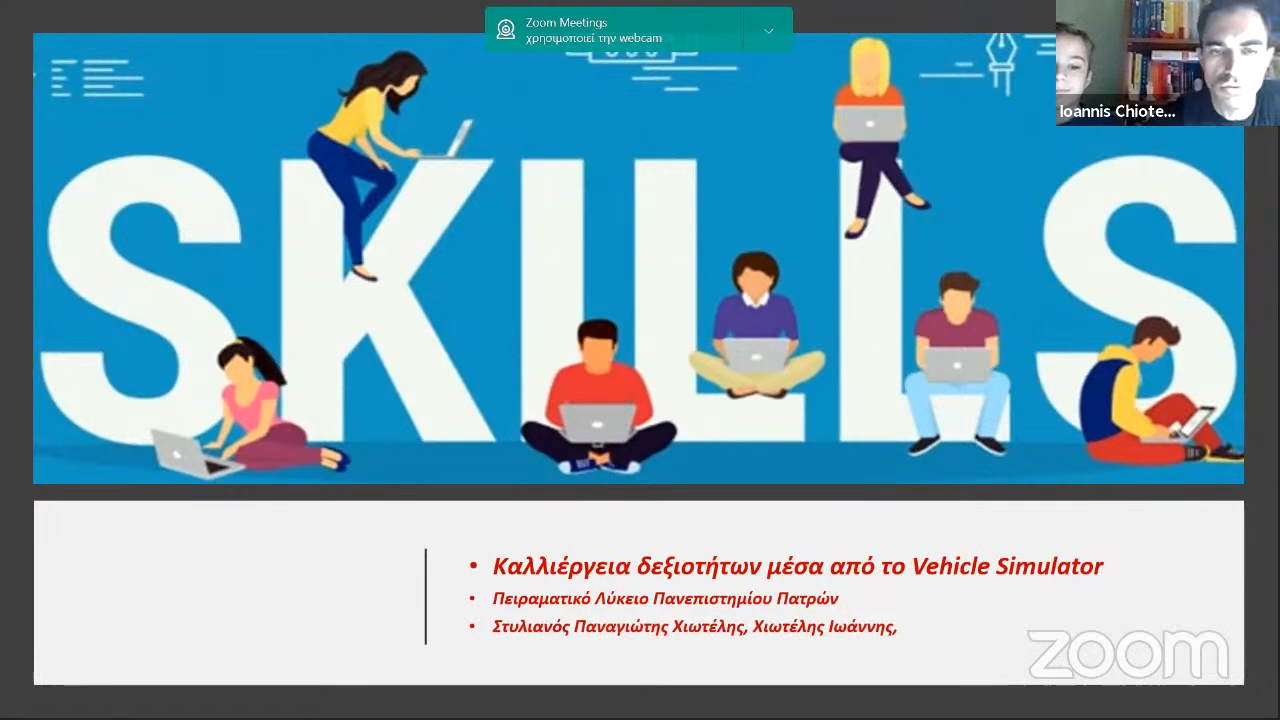 Zoom Meetings
χρησιμοποιεί την webcam
Ioannis Chiote...
SKILLS
• Καλλιέργεια δεξιοτήτων μέσα από το Vehicle Simulator
• Πειραματικό Λύκειο Πανεπιστημίου Πατρών
• Στυλιανός Παναγιώτης Χιωτέλης, Χιωτέλης Ιωάννης,
zoom